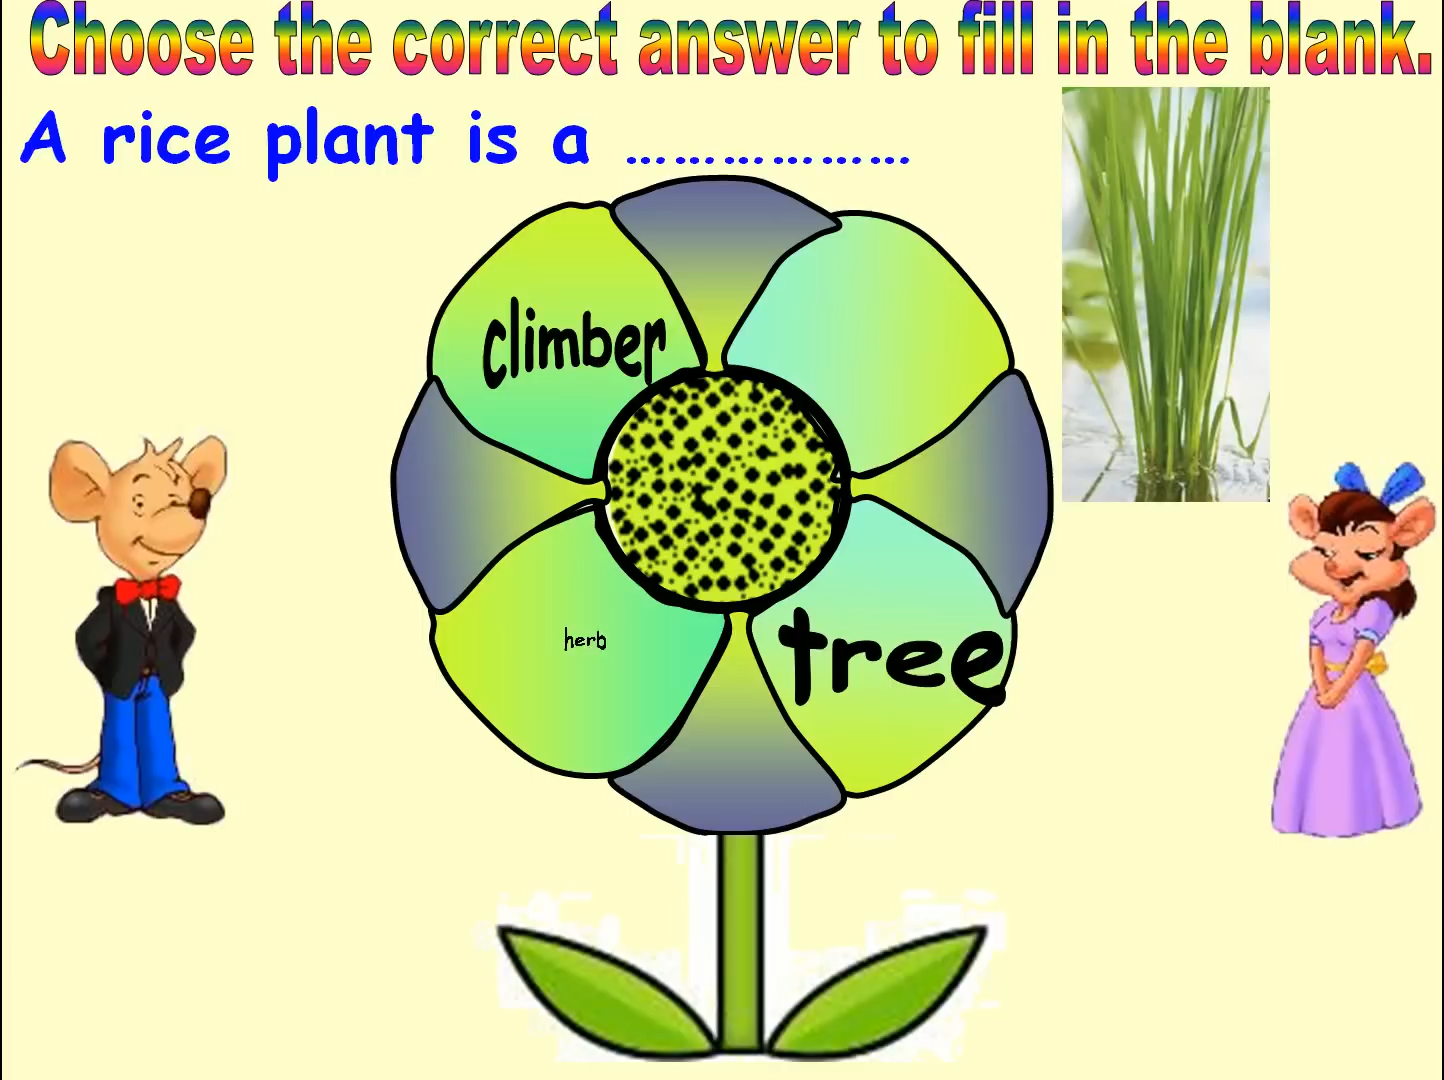 Choose the correct answer to fill in the blank.
A rice plant is a ………………
climber
herb
tree